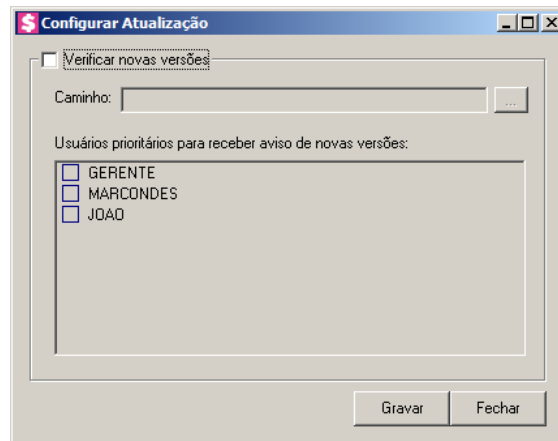 $ Configurar Atualização
Verificar novas versões
Caminho: ...
Usuários prioritários para receber aviso de novas versões:
GERENTE
MARCONDES
JOAO
Gravar Fechar